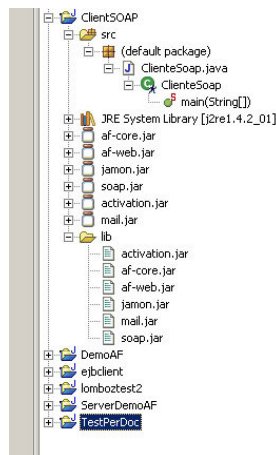 ClientSOAP
src
(default package)
ClienteSoap.java
ClienteSoap
main(String[])
JRE System Library [j2re1.4.2_01]
af-core.jar
af-web.jar
jamon.jar
soap.jar
activation.jar
mail.jar
lib
activation.jar
af-core.jar
af-web.jar
jamon.jar
mail.jar
soap.jar
DemoAF
ejbclient
lomboztest2
ServerDemoAF
TestPerDoc